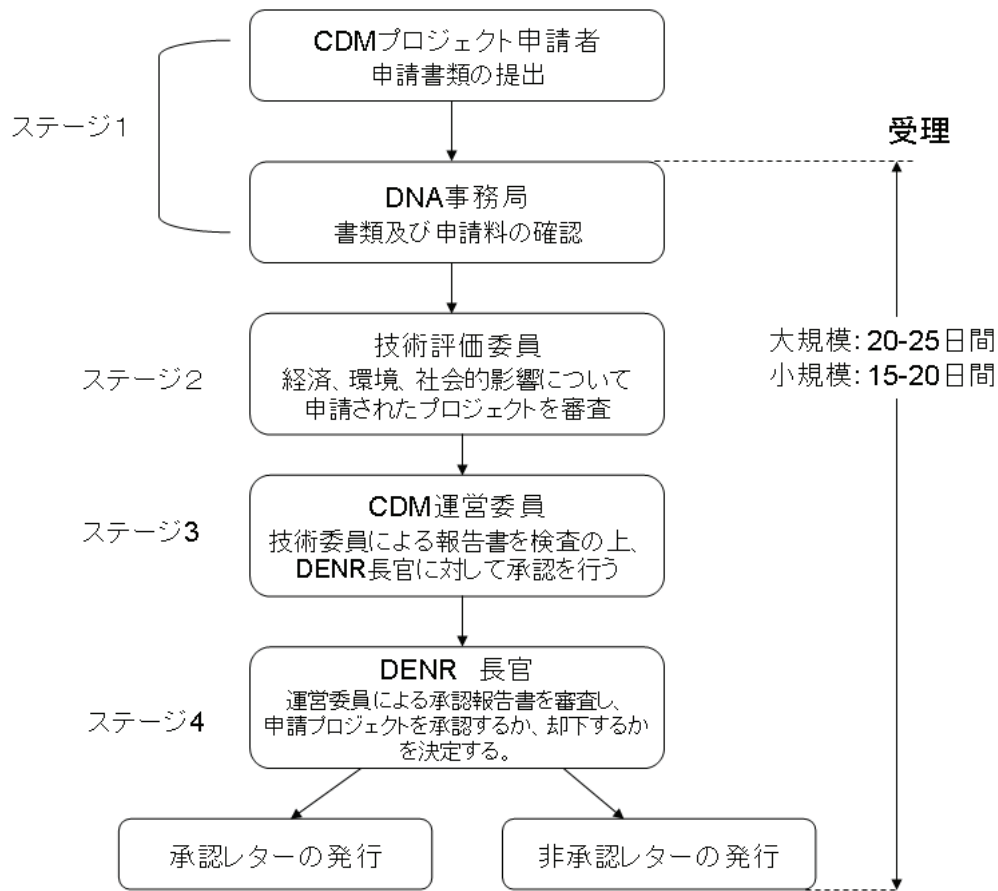 CDMプロジェクト申請者
申請書類の提出
ステージ1
受理
DNA事務局
書類及び申請料の確認
技術評価委員
経済、環境、社会的影響について
申請されたプロジェクトを審査
ステージ2
大規模: 20-25日間
小規模: 15-20日間
CDM運営委員
技術委員による報告書を検査の上、
DENR長官に対して承認を行う
ステージ3
DENR 長官
運営委員による承認報告書を審査し、
申請プロジェクトを承認するか、却下するか
を決定する。
ステージ4
承認レターの発行
非承認レターの発行